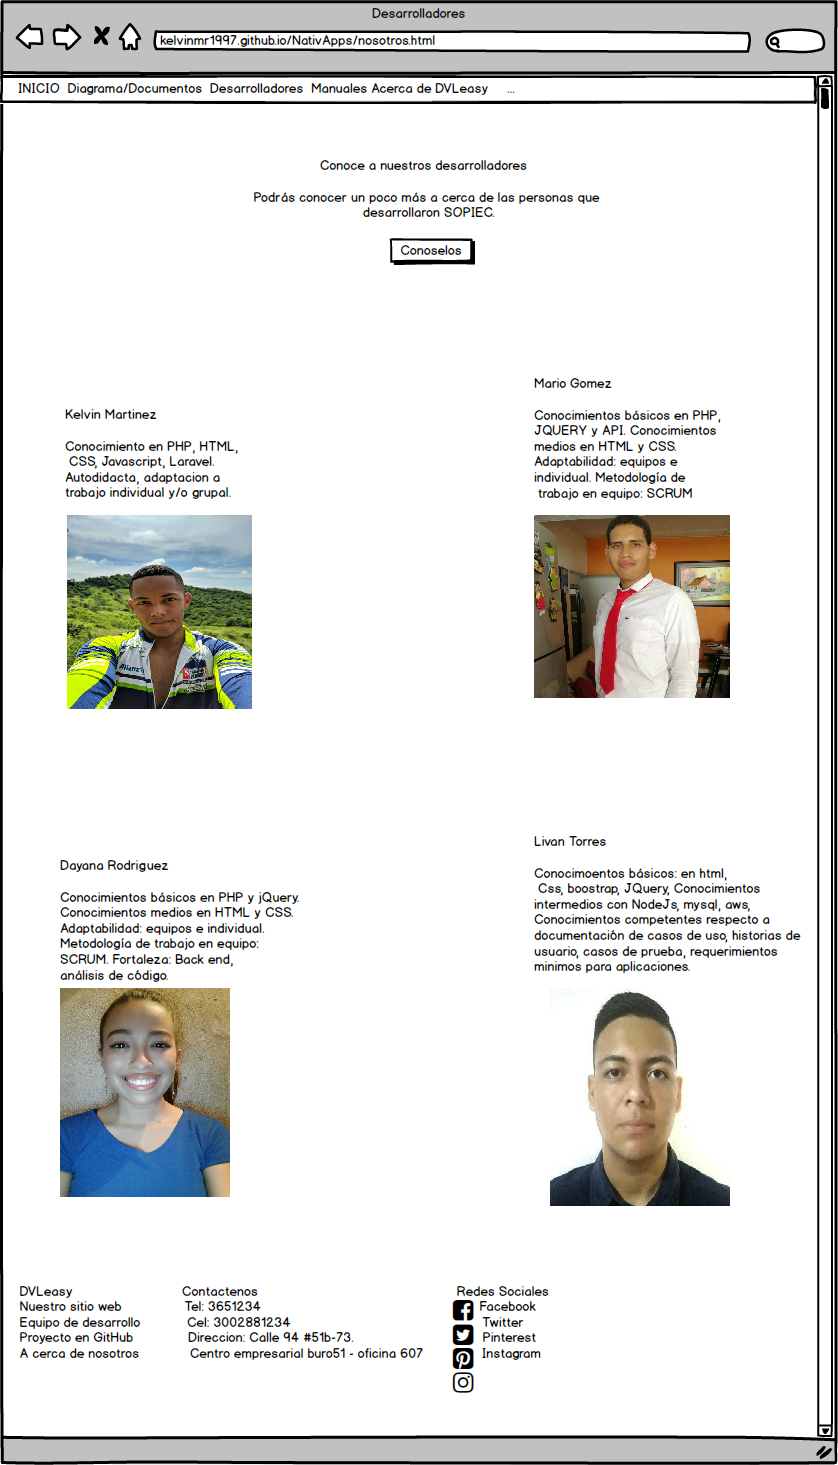 Desarrolladores
kelvinmr1997.github.io/NativApps/nosotros.html
INICIO Diagrama/Documentos Desarrolladores Manuales Acerca de DVLeasy ...
Conoce a nuestros desarrolladores
Podrás conocer un poco más a cerca de las personas que
desarrollaron SOPIEC.
Conoselos
Kelvin Martinez
Conocimiento en PHP, HTML,
CSS, Javascript, Laravel.
Autodidacta, adaptacion a
trabajo individual y/o grupal.
Mario Gomez
Conocimientos básicos en PHP,
JQUERY y API. Conocimientos
medios en HTML y CSS.
Adaptabilidad: equipos e
individual. Metodología de
trabajo en equipo: SCRUM
Dayana Rodriguez
Conocimientos básicos en PHP y jQuery.
Conocimientos medios en HTML y CSS.
Adaptabilidad: equipos e individual.
Metodología de trabajo en equipo:
SCRUM. Fortaleza: Back end,
análisis de código.
Livan Torres
Conocimoentos básicos: en html,
Css, boostrap, JQuery, Conocimientos
intermedios con NodeJs, mysql, aws,
Conocimientos competentes respecto a
documentación de casos de uso, historias de
usuario, casos de prueba, requerimientos
minimos para aplicaciones.
DVLeasy
Nuestro sitio web
Equipo de desarrollo
Proyecto en GitHub
A cerca de nosotros
Contactenos
Tel: 3651234
Cel: 3002881234
Direccion: Calle 94 #51b-73.
Centro empresarial buro51 - oficina 607
Redes Sociales
Facebook
Twitter
Pinterest
Instagram